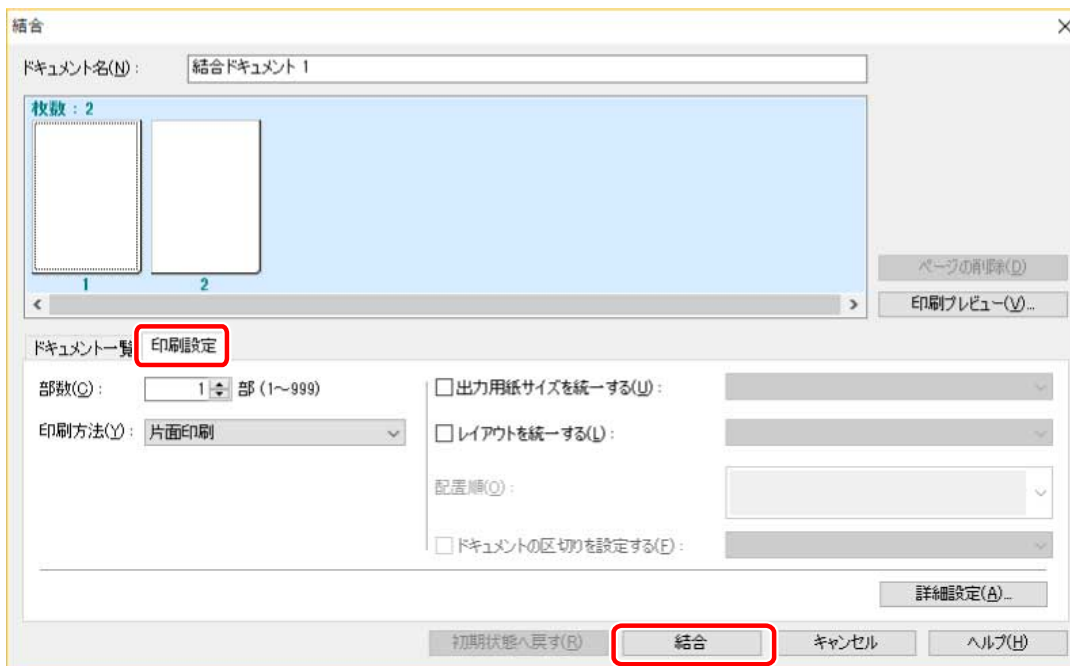 結合
ドキュメント名(N) : 結合ドキュメント 1
枚数 : 2
1 2
ページの削除(D)
印刷プレビュー(V)...
ドキュメント一覧 印刷設定
部数(C) : 1 部 (1～999) 出力用紙サイズを統一する(U) :
印刷方法(Y) : 片面印刷 レイアウトを統一する(L) :
配置順(O) :
ドキュメントの区切りを設定する(F) :
詳細設定(A)...
初期状態へ戻す(R) 結合 キャンセル ヘルプ(H)